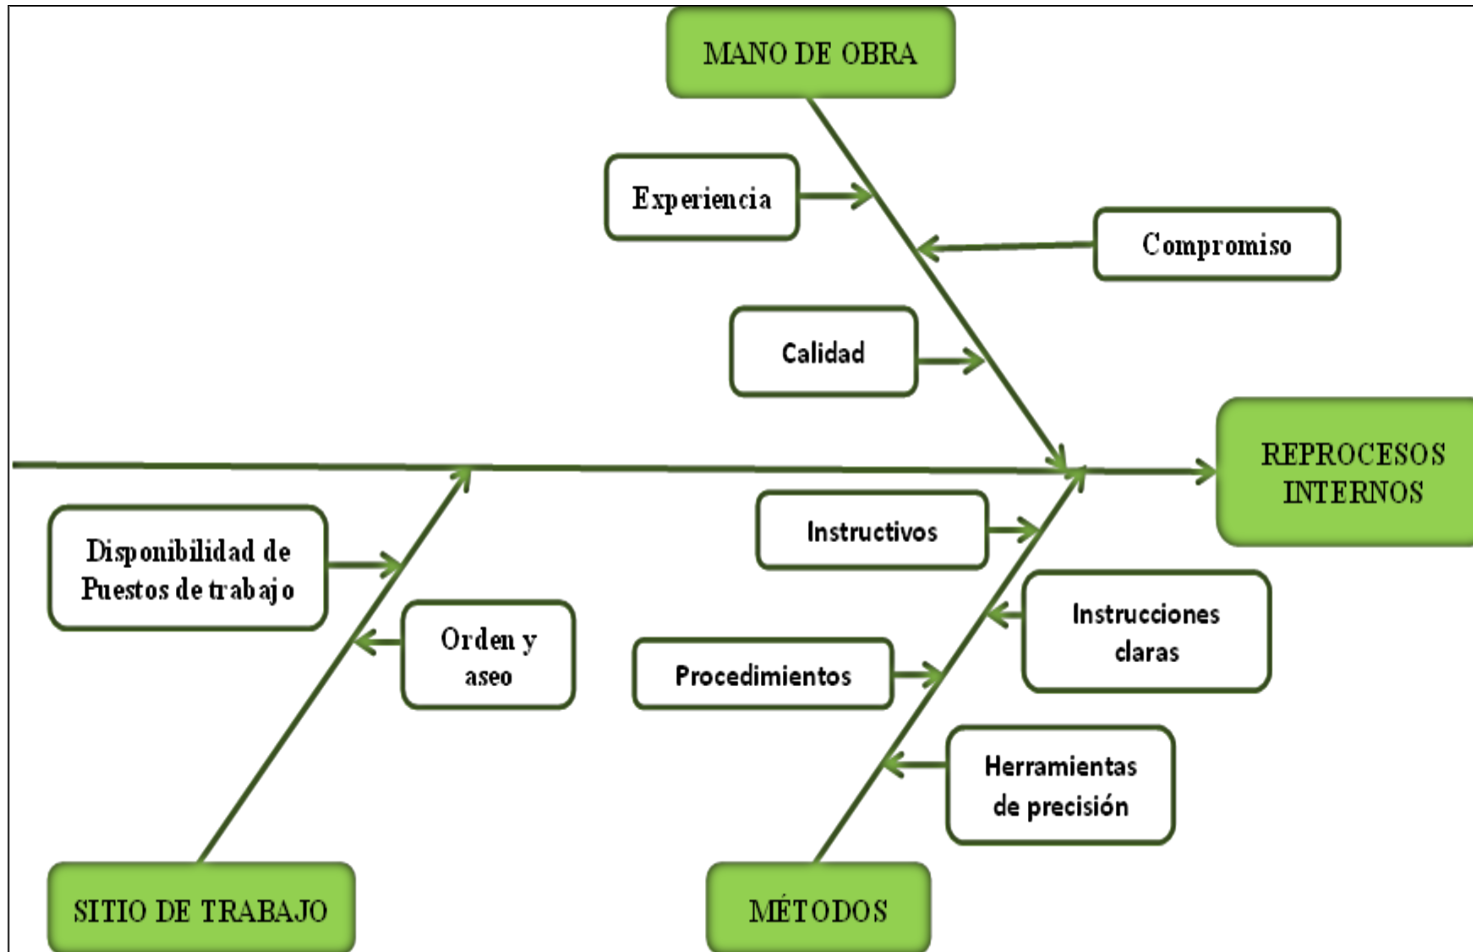 MANO DE OBRA
Experiencia
Compromiso
Calidad
REPROCESOS
INTERNOS
Instructivos
Disponibilidad de
Puestos de trabajo
Instrucciones
claras
Orden y
aseo
Procedimientos
Herramientas
de precisión
SITIO DE TRABAJO
MÉTODOS